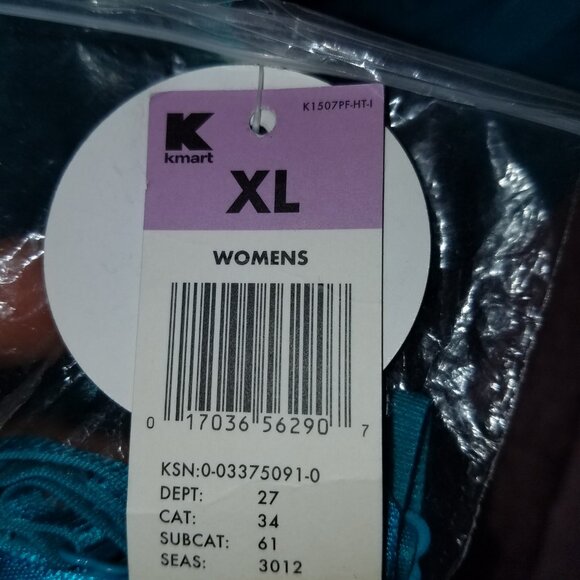 K1507PF-HT-I
K
kmart
XL
WOMENS
0 17036 56290 7
KSN:0-03375091-0
DEPT: 27
CAT: 34
SUBCAT: 61
SEAS: 3012